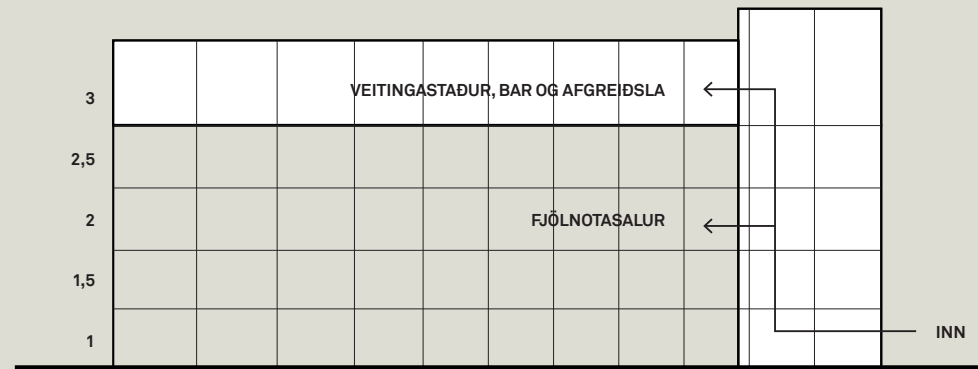 3
VEITINGASTAÐUR, BAR OG AFGREIÐSLA
2,5
2
FJÖLNOTASALUR
1,5
1
INN